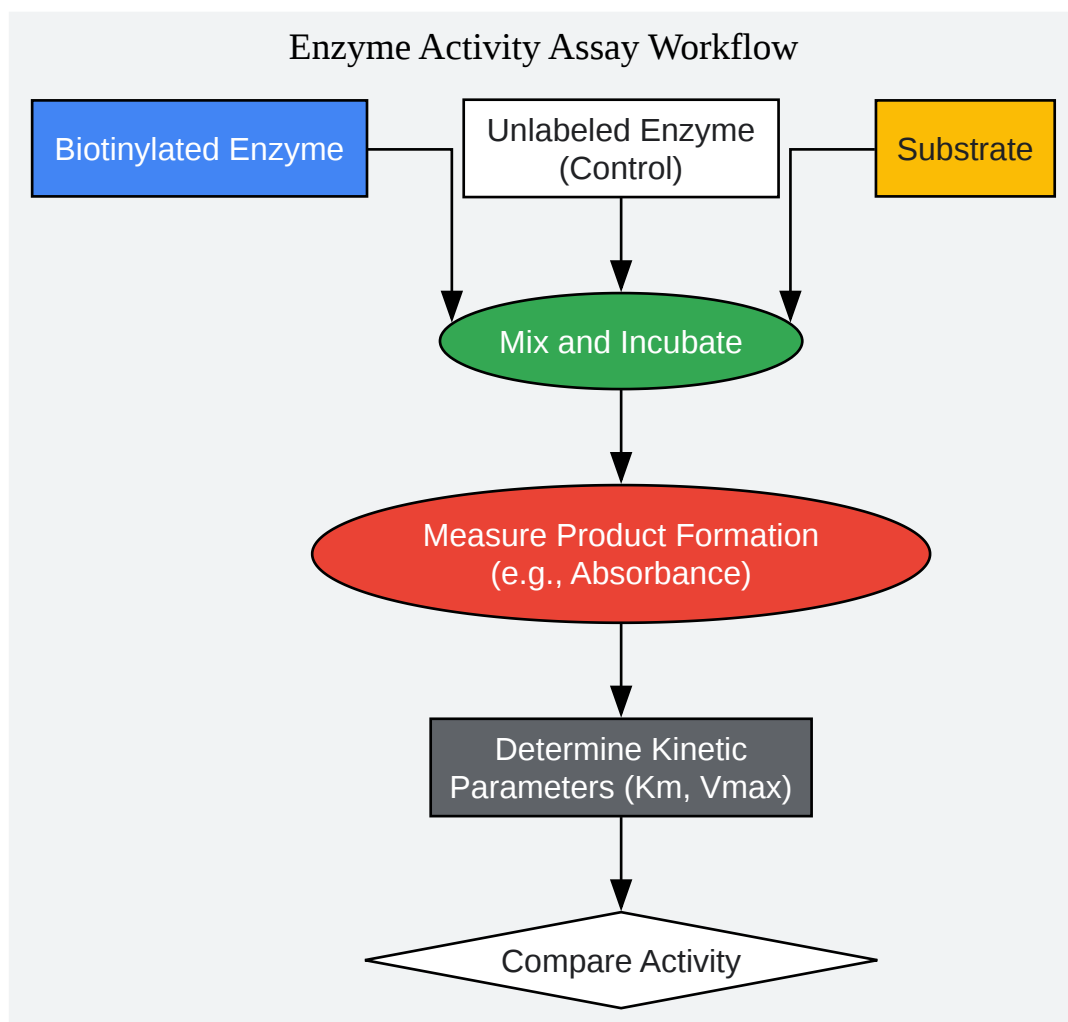 Enzyme Activity Assay Workflow
Biotinylated Enzyme
Unlabeled Enzyme
(Control)
Substrate
Mix and Incubate
Measure Product Formation
(e.g., Absorbance)
Determine Kinetic
Parameters (Km, Vmax)
Compare Activity